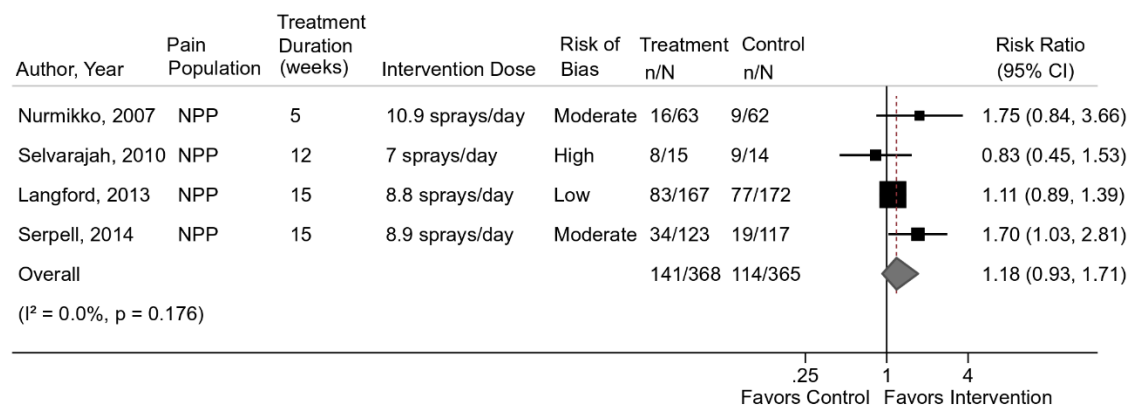 Author, Year Pain Population Treatment Duration (weeks) Intervention Dose Risk of Bias Treatment n/N Control n/N Risk Ratio (95% CI)
Nurmikko, 2007 NPP 5 10.9 sprays/day Moderate 16/63 9/62 1.75 (0.84, 3.66)
Selvarajah, 2010 NPP 12 7 sprays/day High 8/15 9/14 0.83 (0.45, 1.53)
Langford, 2013 NPP 15 8.8 sprays/day Low 83/167 77/172 1.11 (0.89, 1.39)
Serpell, 2014 NPP 15 8.9 sprays/day Moderate 34/123 19/117 1.70 (1.03, 2.81)
Overall 141/368 114/365 1.18 (0.93, 1.71)
(I² = 0.0%, p = 0.176)
.25 1 4
Favors Control Favors Intervention